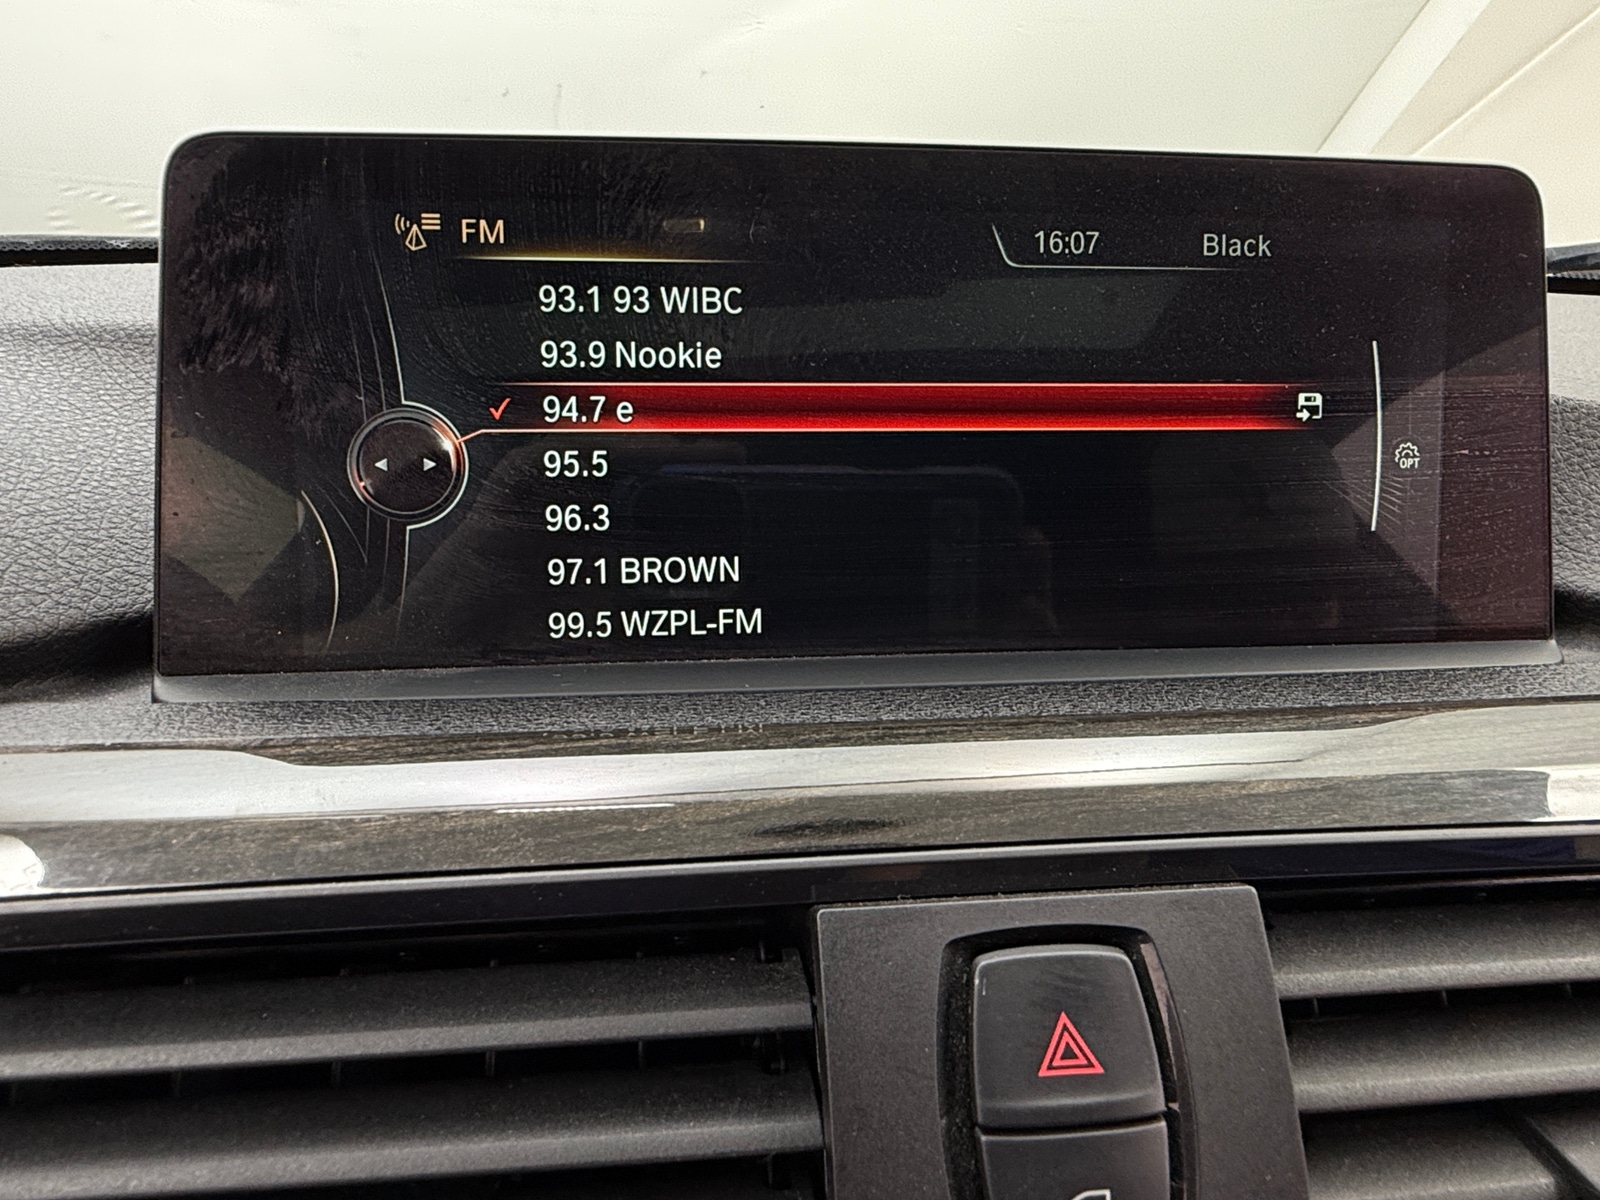 FM
16:07 Black
93.1 93 WIBC
93.9 Nookie
94.7 e
95.5
OPT
96.3
97.1 BROWN
99.5 WZPL-FM